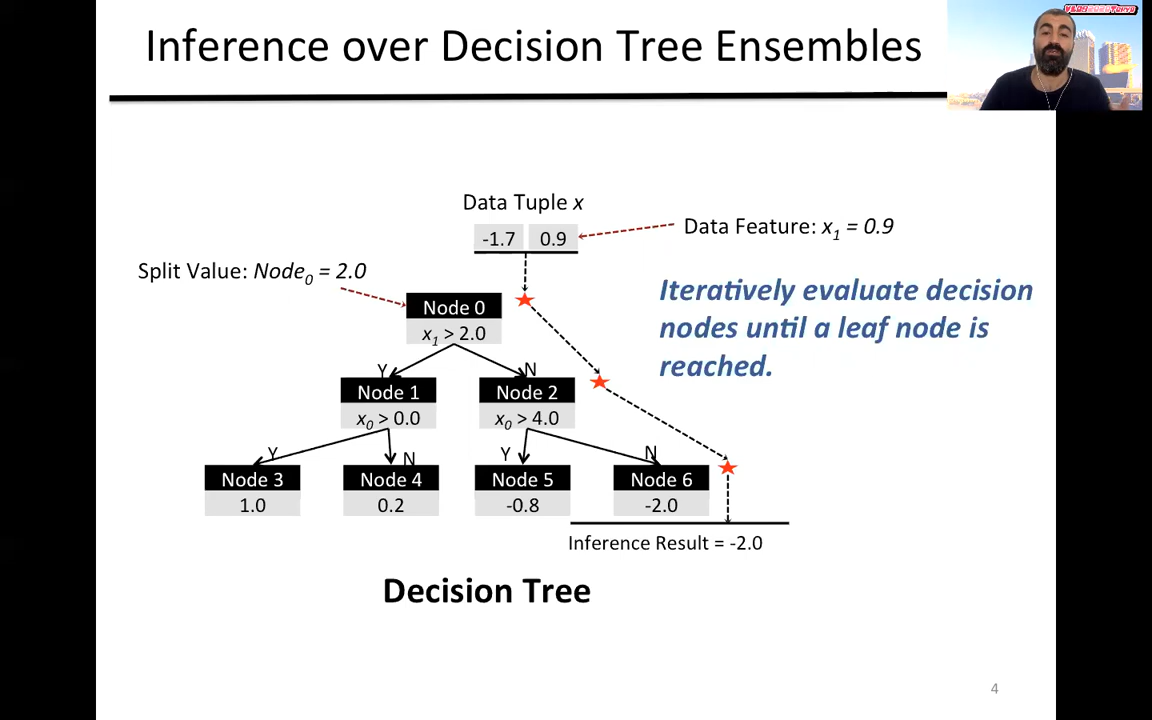 Inference over Decision Tree Ensembles
VLDB2020Tokyo
Data Tuple x
-1.7 0.9
Data Feature: x₁ = 0.9
Split Value: Node₀ = 2.0
Iteratively evaluate decision
nodes until a leaf node is
reached.
Node 0
x₁ > 2.0
Y N
Node 1 Node 2
x₀ > 0.0 x₀ > 4.0
Y N Y N
Node 3 Node 4 Node 5 Node 6
1.0 0.2 -0.8 -2.0
Inference Result = -2.0
Decision Tree
4